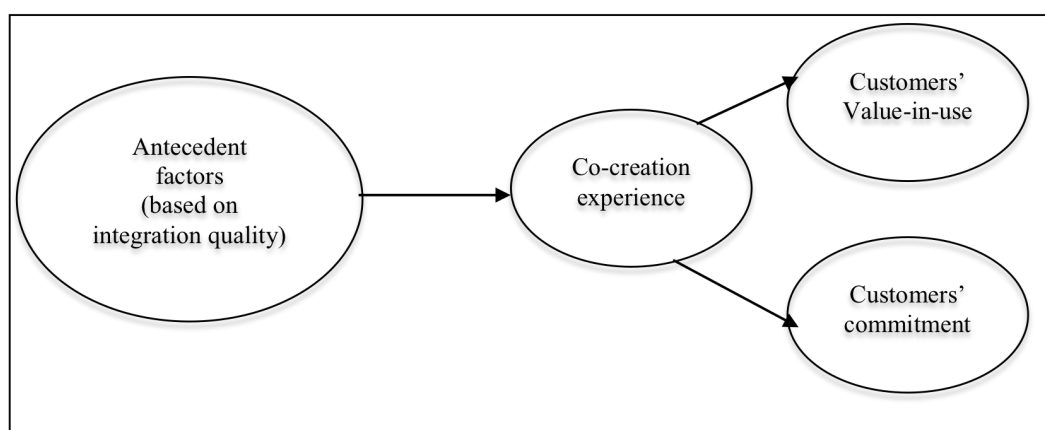 Antecedent
factors
(based on
integration quality)
Co-creation
experience
Customers’
Value-in-use
Customers’
commitment